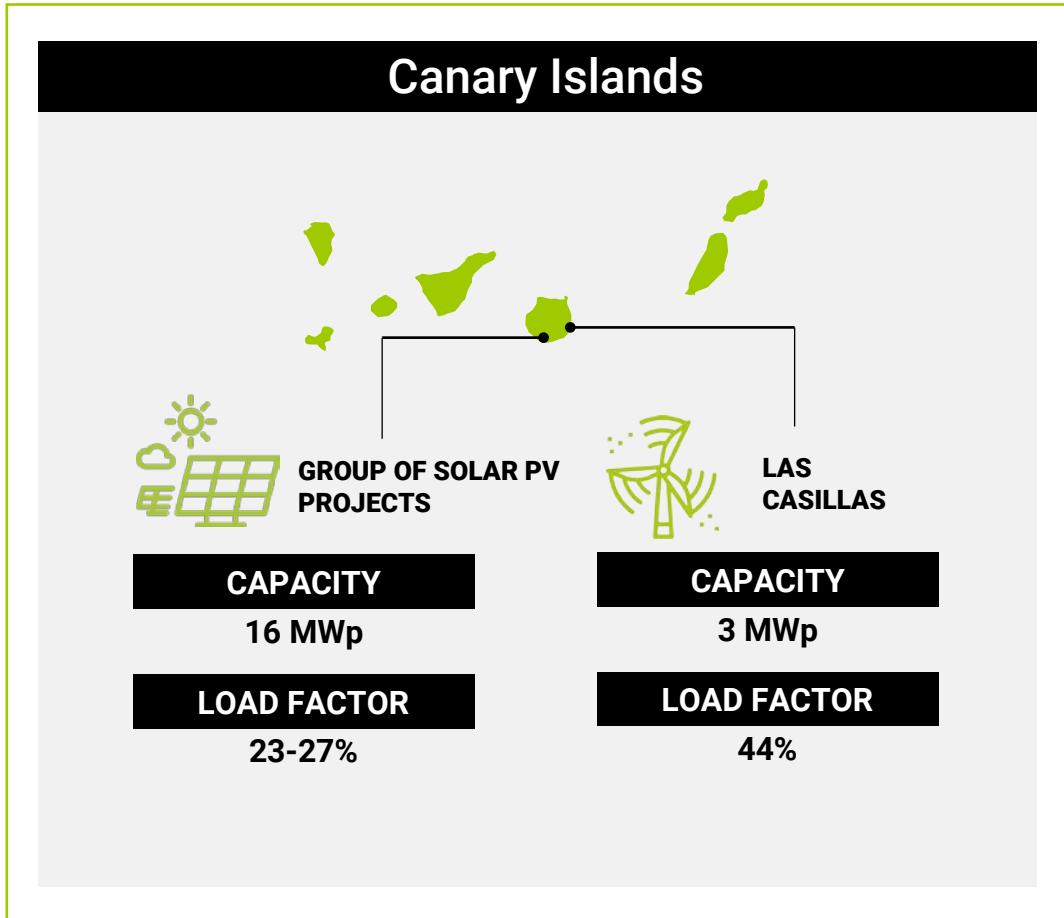 Canary Islands
GROUP OF SOLAR PV
PROJECTS
CAPACITY
16 MWp
LOAD FACTOR
23-27%
LAS
CASILLAS
CAPACITY
3 MWp
LOAD FACTOR
44%